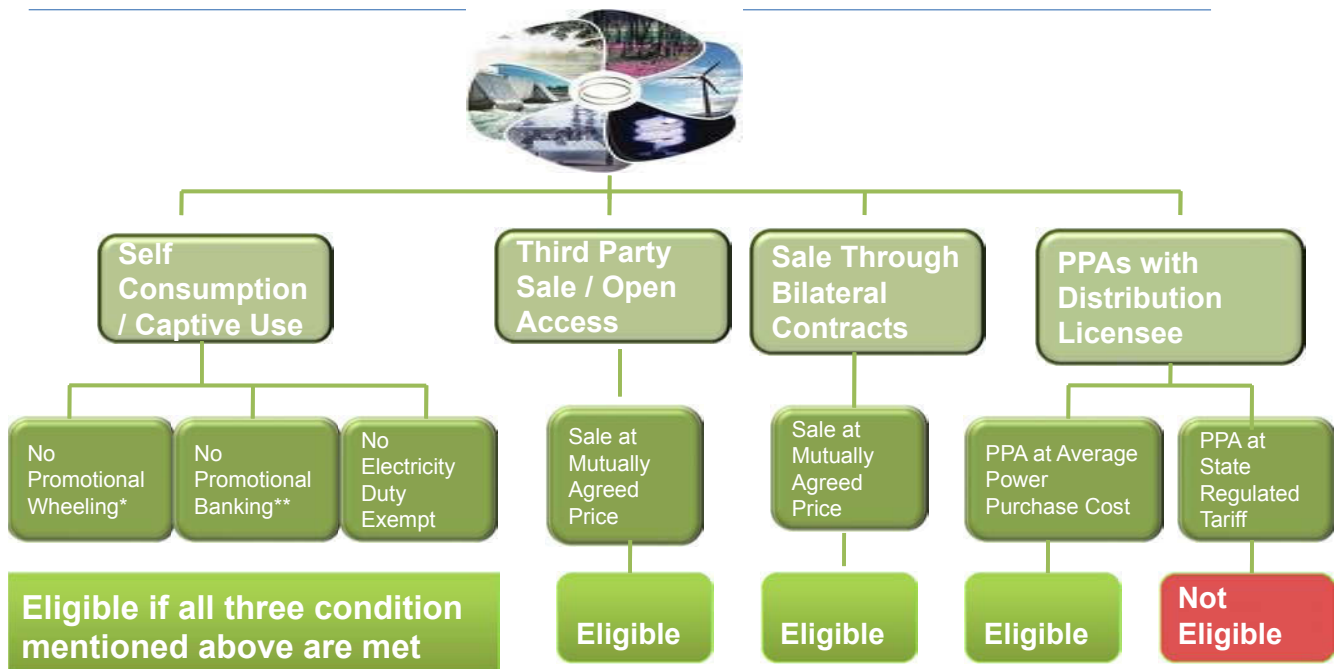 Self
Consumption
/ Captive Use
Third Party
Sale / Open
Access
Sale Through
Bilateral
Contracts
PPAs with
Distribution
Licensee
No
Promotional
Wheeling*
No
Promotional
Banking**
No
Electricity
Duty
Exempt
Sale at
Mutually
Agreed
Price
Sale at
Mutually
Agreed
Price
PPA at Average
Power
Purchase Cost
PPA at
State
Regulated
Tariff
Eligible if all three condition
mentioned above are met
Eligible
Eligible
Eligible
Not
Eligible